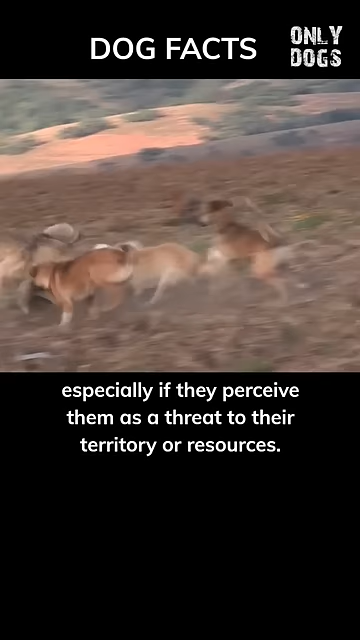 DOG FACTS
ONLY
DOGS
especially if they perceive
them as a threat to their
territory or resources.